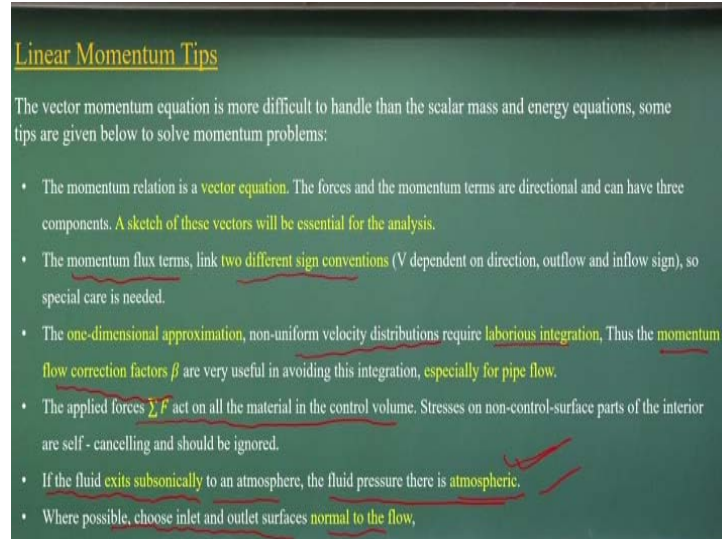 Linear Momentum Tips
The vector momentum equation is more difficult to handle than the scalar mass and energy equations, some
tips are given below to solve momentum problems:
• The momentum relation is a vector equation. The forces and the momentum terms are directional and can have three
components. A sketch of these vectors will be essential for the analysis.
• The momentum flux terms, link two different sign conventions (V dependent on direction, outflow and inflow sign), so
special care is needed.
• The one-dimensional approximation, non-uniform velocity distributions require laborious integration, Thus the momentum
flow correction factors β are very useful in avoiding this integration, especially for pipe flow.
• The applied forces ∑ F act on all the material in the control volume. Stresses on non-control-surface parts of the interior
are self - cancelling and should be ignored.
• If the fluid exits subsonically to an atmosphere, the fluid pressure there is atmospheric.
• Where possible, choose inlet and outlet surfaces normal to the flow,